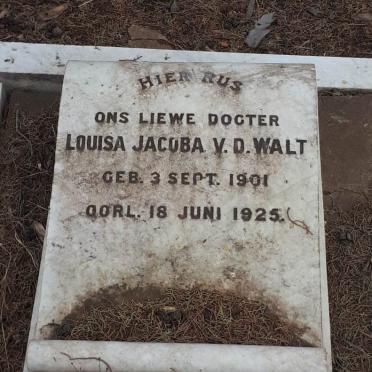 HIER RUS
ONS LIEWE DOGTER
LOUISA JACOBA V.D. WALT
GEB. 3 SEPT. 1901
OORL. 18 JUNI 1925.